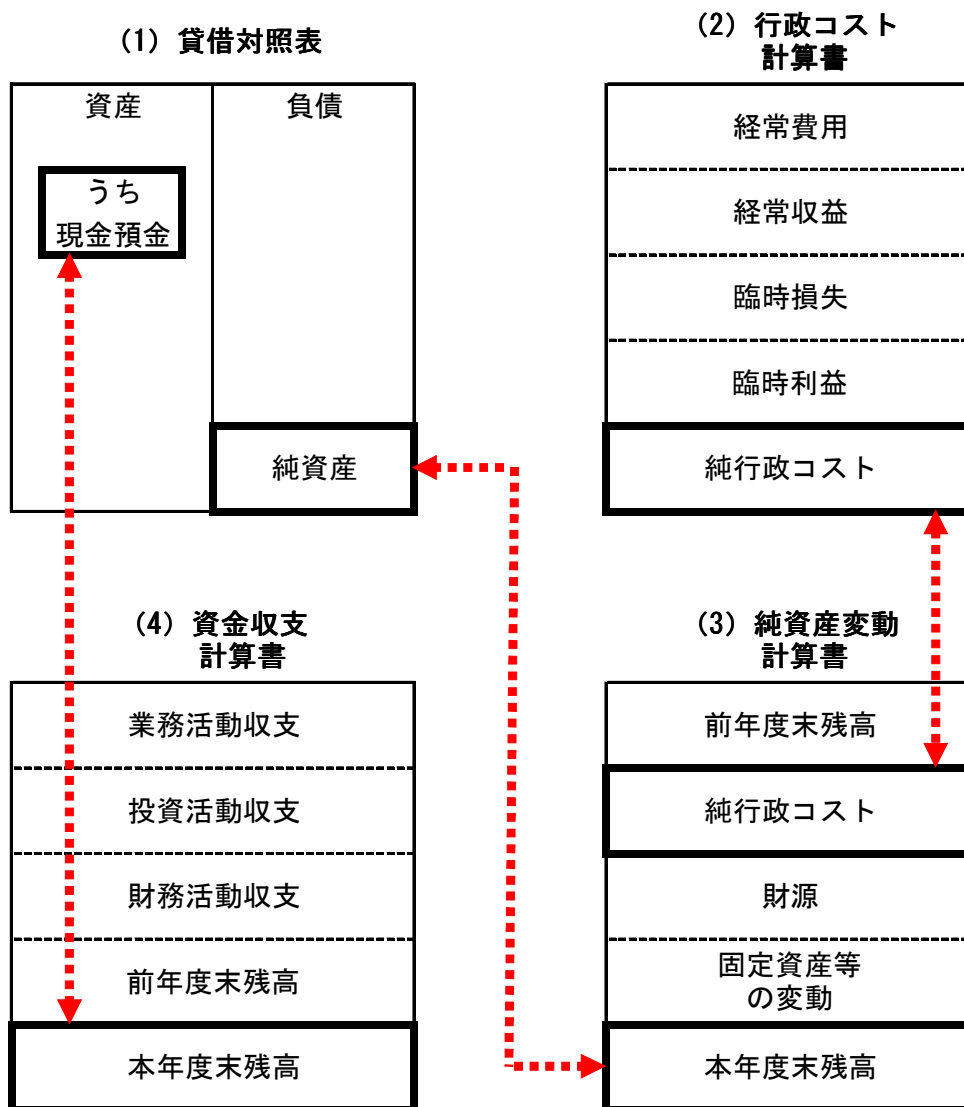 (1) 貸借対照表
資産
負債
うち
現金預金
純資産
(2) 行政コスト
計算書
経常費用
経常収益
臨時損失
臨時利益
純行政コスト
(4) 資金収支
計算書
業務活動収支
投資活動収支
財務活動収支
前年度末残高
本年度末残高
(3) 純資産変動
計算書
前年度末残高
純行政コスト
財源
固定資産等
の変動
本年度末残高